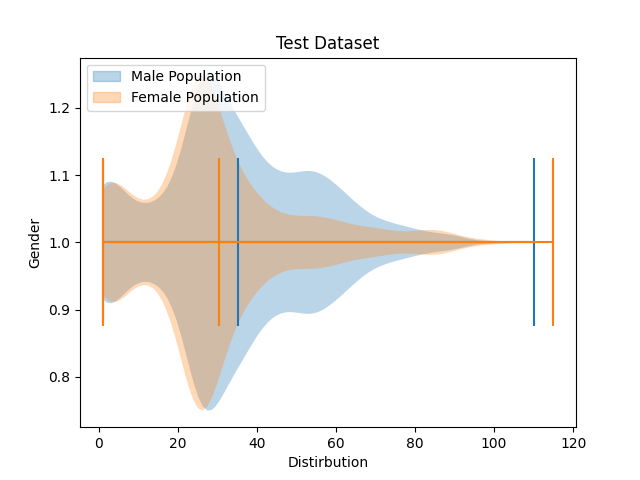 Test Dataset
Male Population
Female Population
1.2
1.1
1.0
0.9
0.8
Gender
0
20
40
60
80
100
120
Distirbution